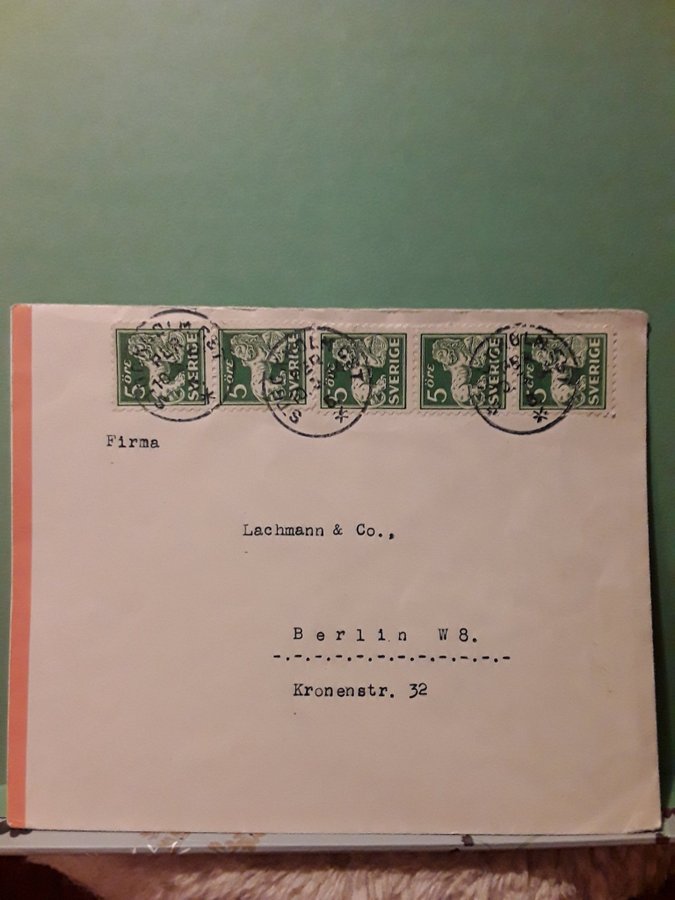 5 ÖRE SVERIGE 5 ÖRE SVERIGE 5 ÖRE SVERIGE 5 ÖRE SVERIGE 5 ÖRE SVERIGE
Firma
Lachmann & Co.,
Berlin W 8.
Kronenstr. 32